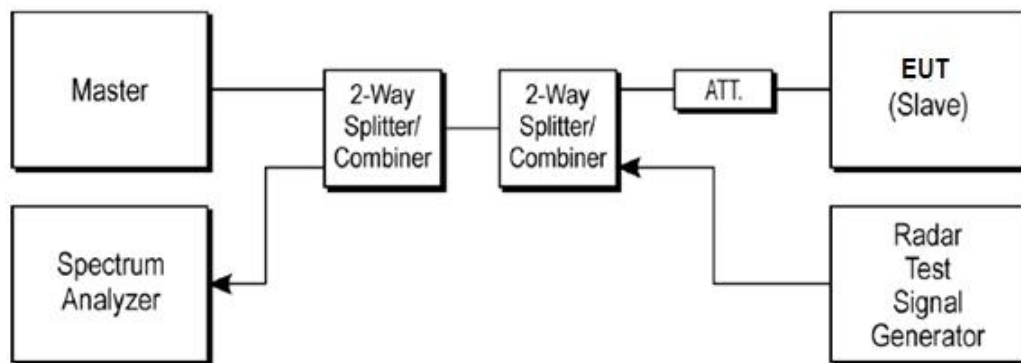 Master
2-Way
Splitter/
Combiner
2-Way
Splitter/
Combiner
ATT.
EUT
(Slave)
Spectrum
Analyzer
Radar
Test
Signal
Generator